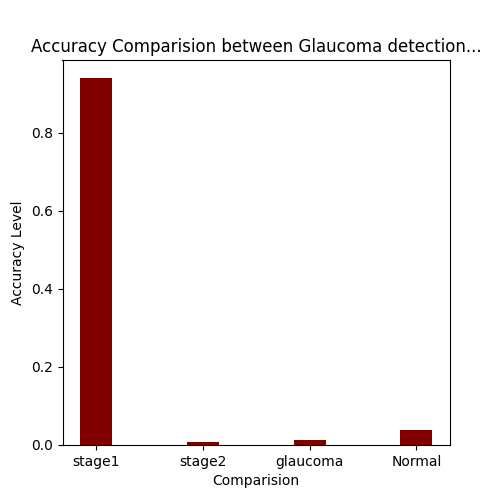 Accuracy Comparision between Glaucoma detection...
Accuracy Level
0.8
0.6
0.4
0.2
0.0
stage1 stage2 glaucoma Normal
Comparision